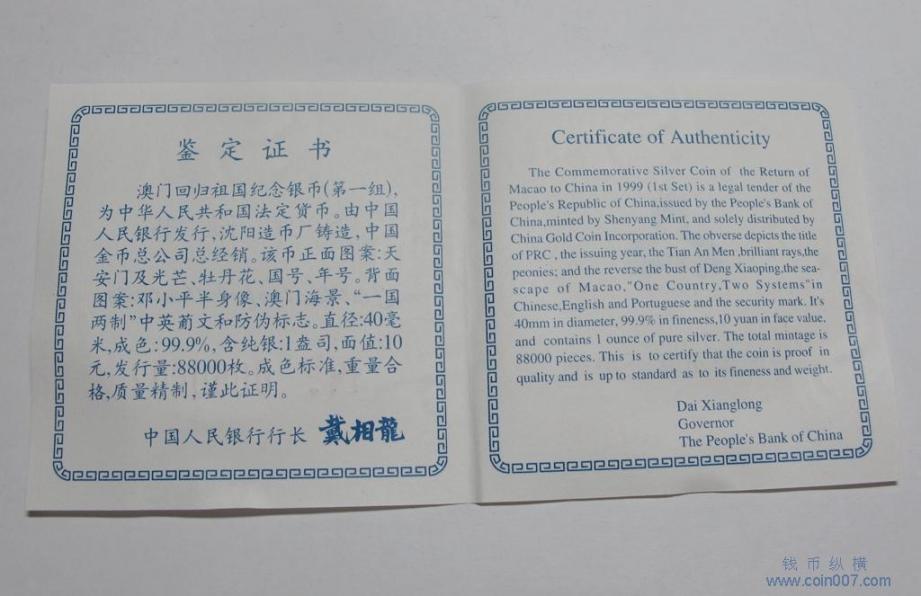 鉴定证书
澳门回归祖国纪念银币(第一组),
为中华人民共和国法定货币。由中国
人民银行发行,沈阳造币厂铸造,中国
金币总公司总经销。该币正面图案:天
安门及光芒、牡丹花、国号、年号。背面
图案:邓小平半身像、澳门海景、“一国
两制”中英葡文和防伪标志。直径:40毫
米,成色:99.9%,含纯银:1盎司,面值:10
元,发行量:88000枚。成色标准,重量合
格,质量精制,谨此证明。
中国人民银行行长 戴相龍
Certificate of Authenticity
The Commemorative Silver Coin of the Return of
Macao to China in 1999 (1st Set) is a legal tender of the
People's Republic of China,issued by the People's Bank of
China,minted by Shenyang Mint, and solely distributed by
China Gold Coin Incorporation. The obverse depicts the title
of PRC , the issuing year, the Tian An Men ,brilliant rays,the
peonies; and the reverse the bust of Deng Xiaoping,the sea-
scape of Macao,"One Country,Two Systems"in
Chinese,English and Portuguese and the security mark. It's
40mm in diameter, 99.9% in fineness,10 yuan in face value,
and contains 1 ounce of pure silver. The total mintage is
88000 pieces. This is to certify that the coin is proof in
quality and is up to standard as to its fineness and weight.
Dai Xianglong
Governor
The People's Bank of China
钱币纵横
www.coin007.com